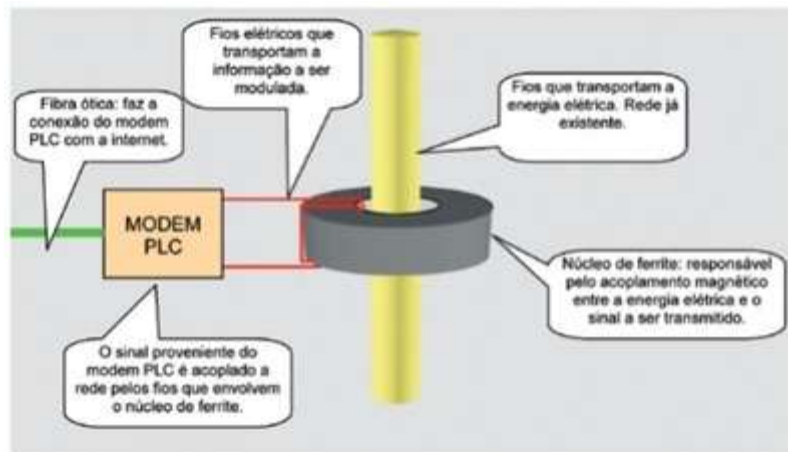 Fios elétricos que
transportam a
informação a ser
modulada.
Fibra ótica: faz a
conexão do modem
PLC com a internet.
Fios que transportam a
energia elétrica. Rede já
existente.
MODEM
PLC
Núcleo de ferrite: responsável
pelo acoplamento magnético
entre a energia elétrica e o
sinal a ser transmitido.
O sinal proveniente do
modem PLC é acoplado a
rede pelos fios que envolvem
o núcleo de ferrite.